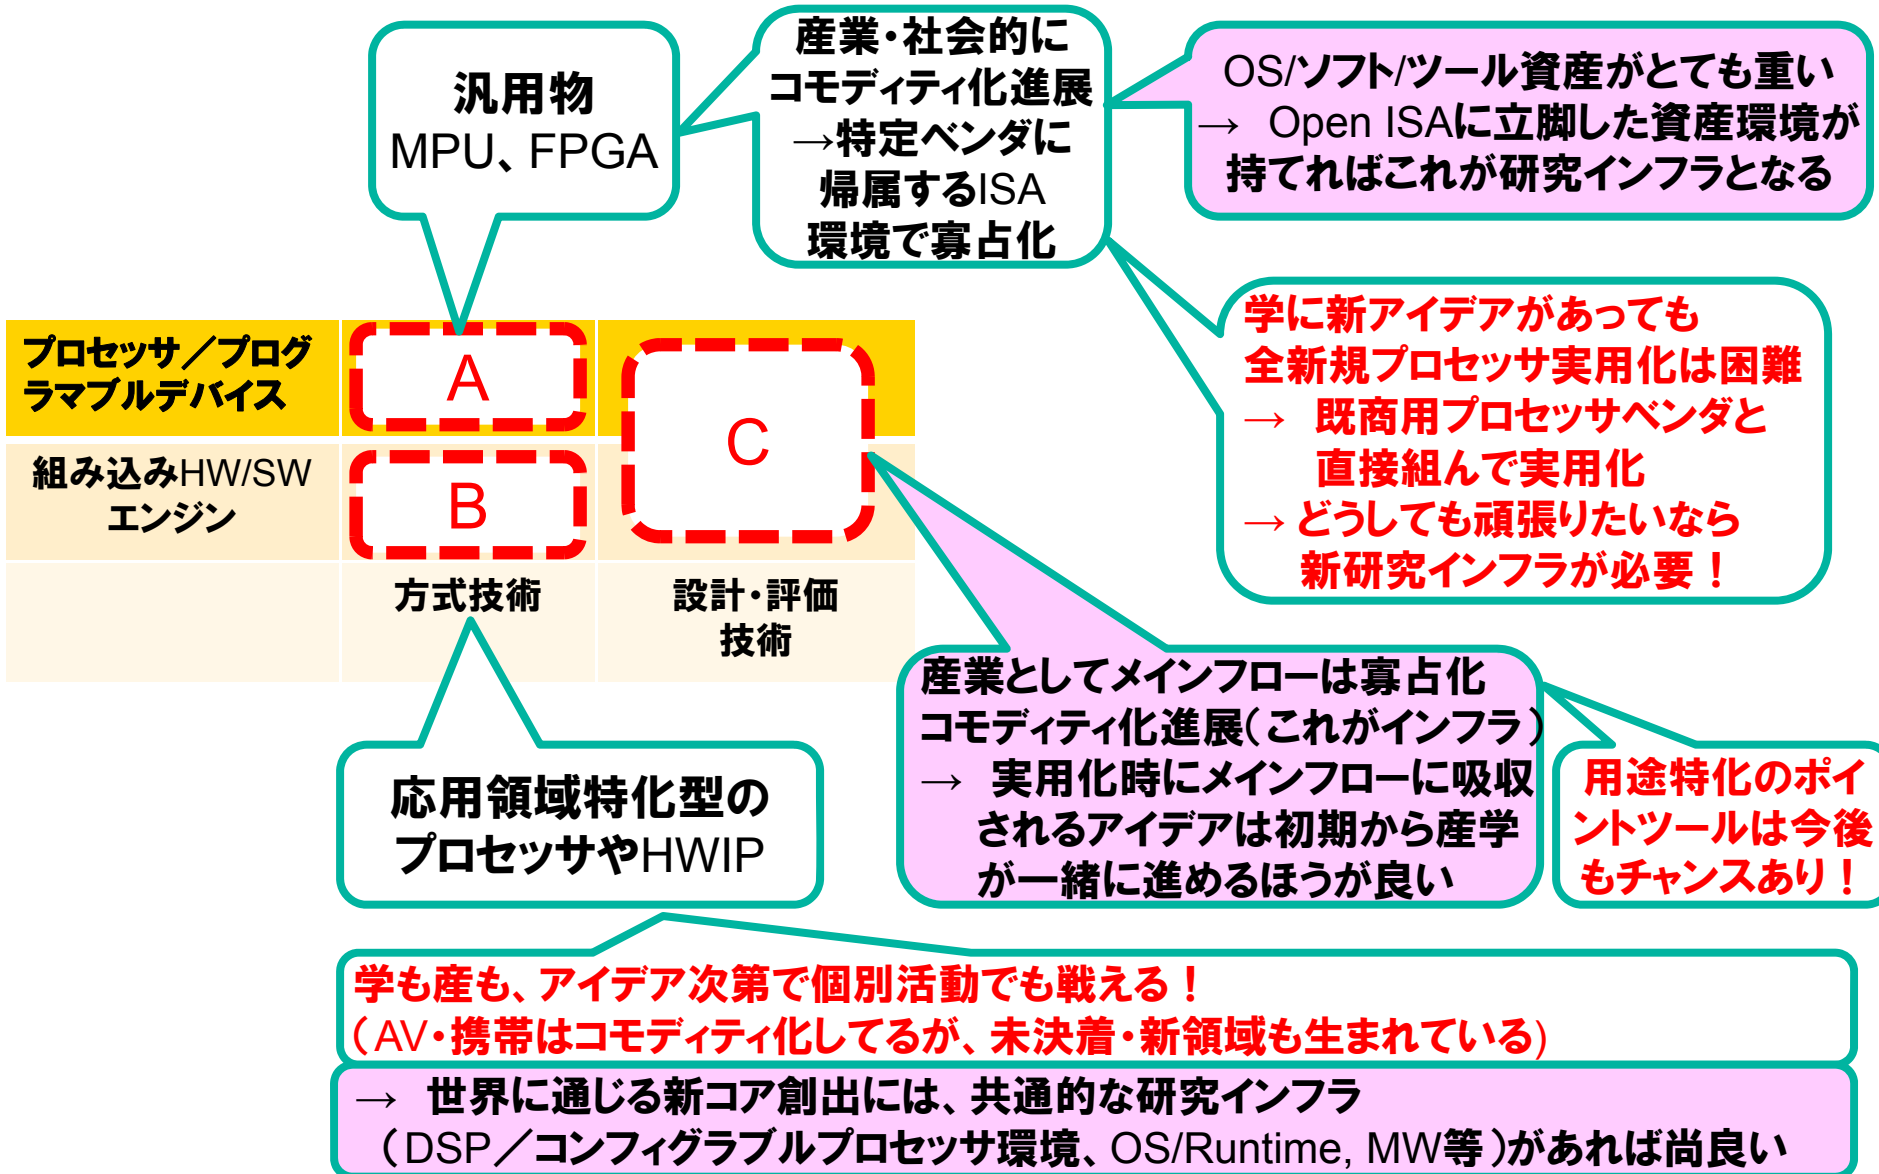 汎用物
MPU、FPGA
産業・社会的に
コモディティ化進展
→特定ベンダに
帰属するISA
環境で寡占化
OS/ソフト/ツール資産がとても重い
→ Open ISAに立脚した資産環境が
持てればこれが研究インフラとなる
学に新アイデアがあっても
全新規プロセッサ実用化は困難
→ 既商用プロセッサベンダと
直接組んで実用化
→ どうしても頑張りたいなら
新研究インフラが必要！
プロセッサ／プログ
ラマブルデバイス
A
C
組み込みHW/SW
エンジン
B
方式技術
設計・評価
技術
産業としてメインフローは寡占化
コモディティ化進展（これがインフラ）
→ 実用化時にメインフローに吸収
されるアイデアは初期から産学
が一緒に進めるほうが良い
用途特化のポイ
ントツールは今後
もチャンスあり！
応用領域特化型の
プロセッサやHWIP
学も産も、アイデア次第で個別活動でも戦える！
（AV・携帯はコモディティ化してるが、未決着・新領域も生まれている)
→ 世界に通じる新コア創出には、共通的な研究インフラ
（DSP／コンフィグラブルプロセッサ環境、OS/Runtime, MW等）があれば尚良い